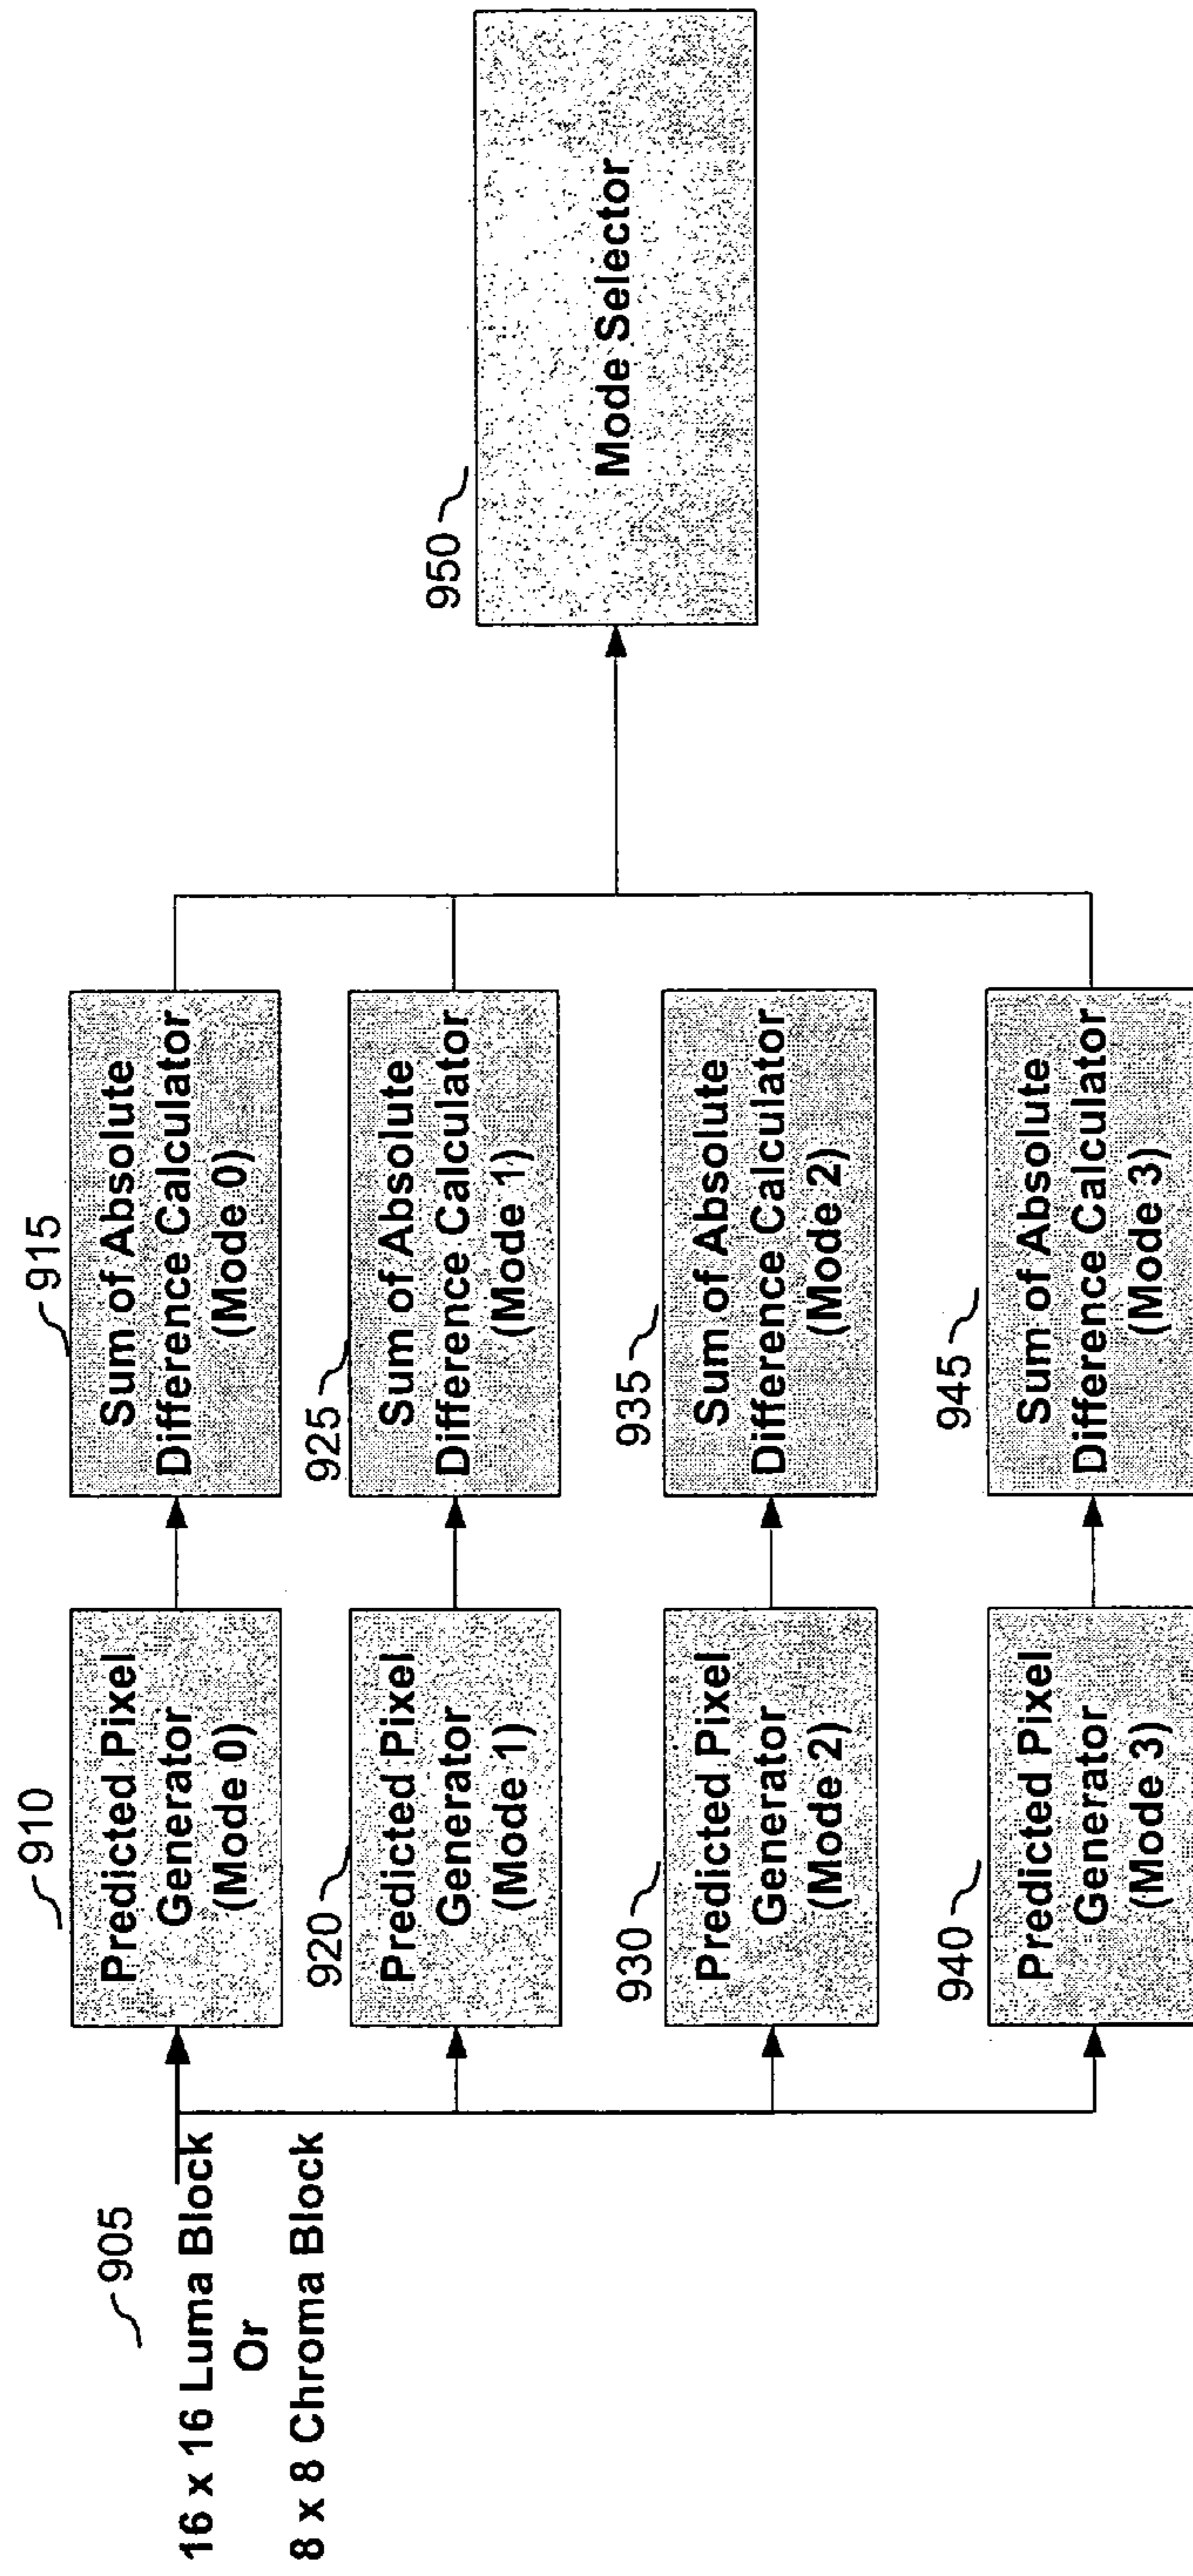 905
16 x 16 Luma Block
Or
8 x 8 Chroma Block
910
Predicted Pixel
Generator
(Mode 0)
915
Sum of Absolute
Difference Calculator
(Mode 0)
920
Predicted Pixel
Generator
(Mode 1)
925
Sum of Absolute
Difference Calculator
(Mode 1)
930
Predicted Pixel
Generator
(Mode 2)
935
Sum of Absolute
Difference Calculator
(Mode 2)
940
Predicted Pixel
Generator
(Mode 3)
945
Sum of Absolute
Difference Calculator
(Mode 3)
950
Mode Selector